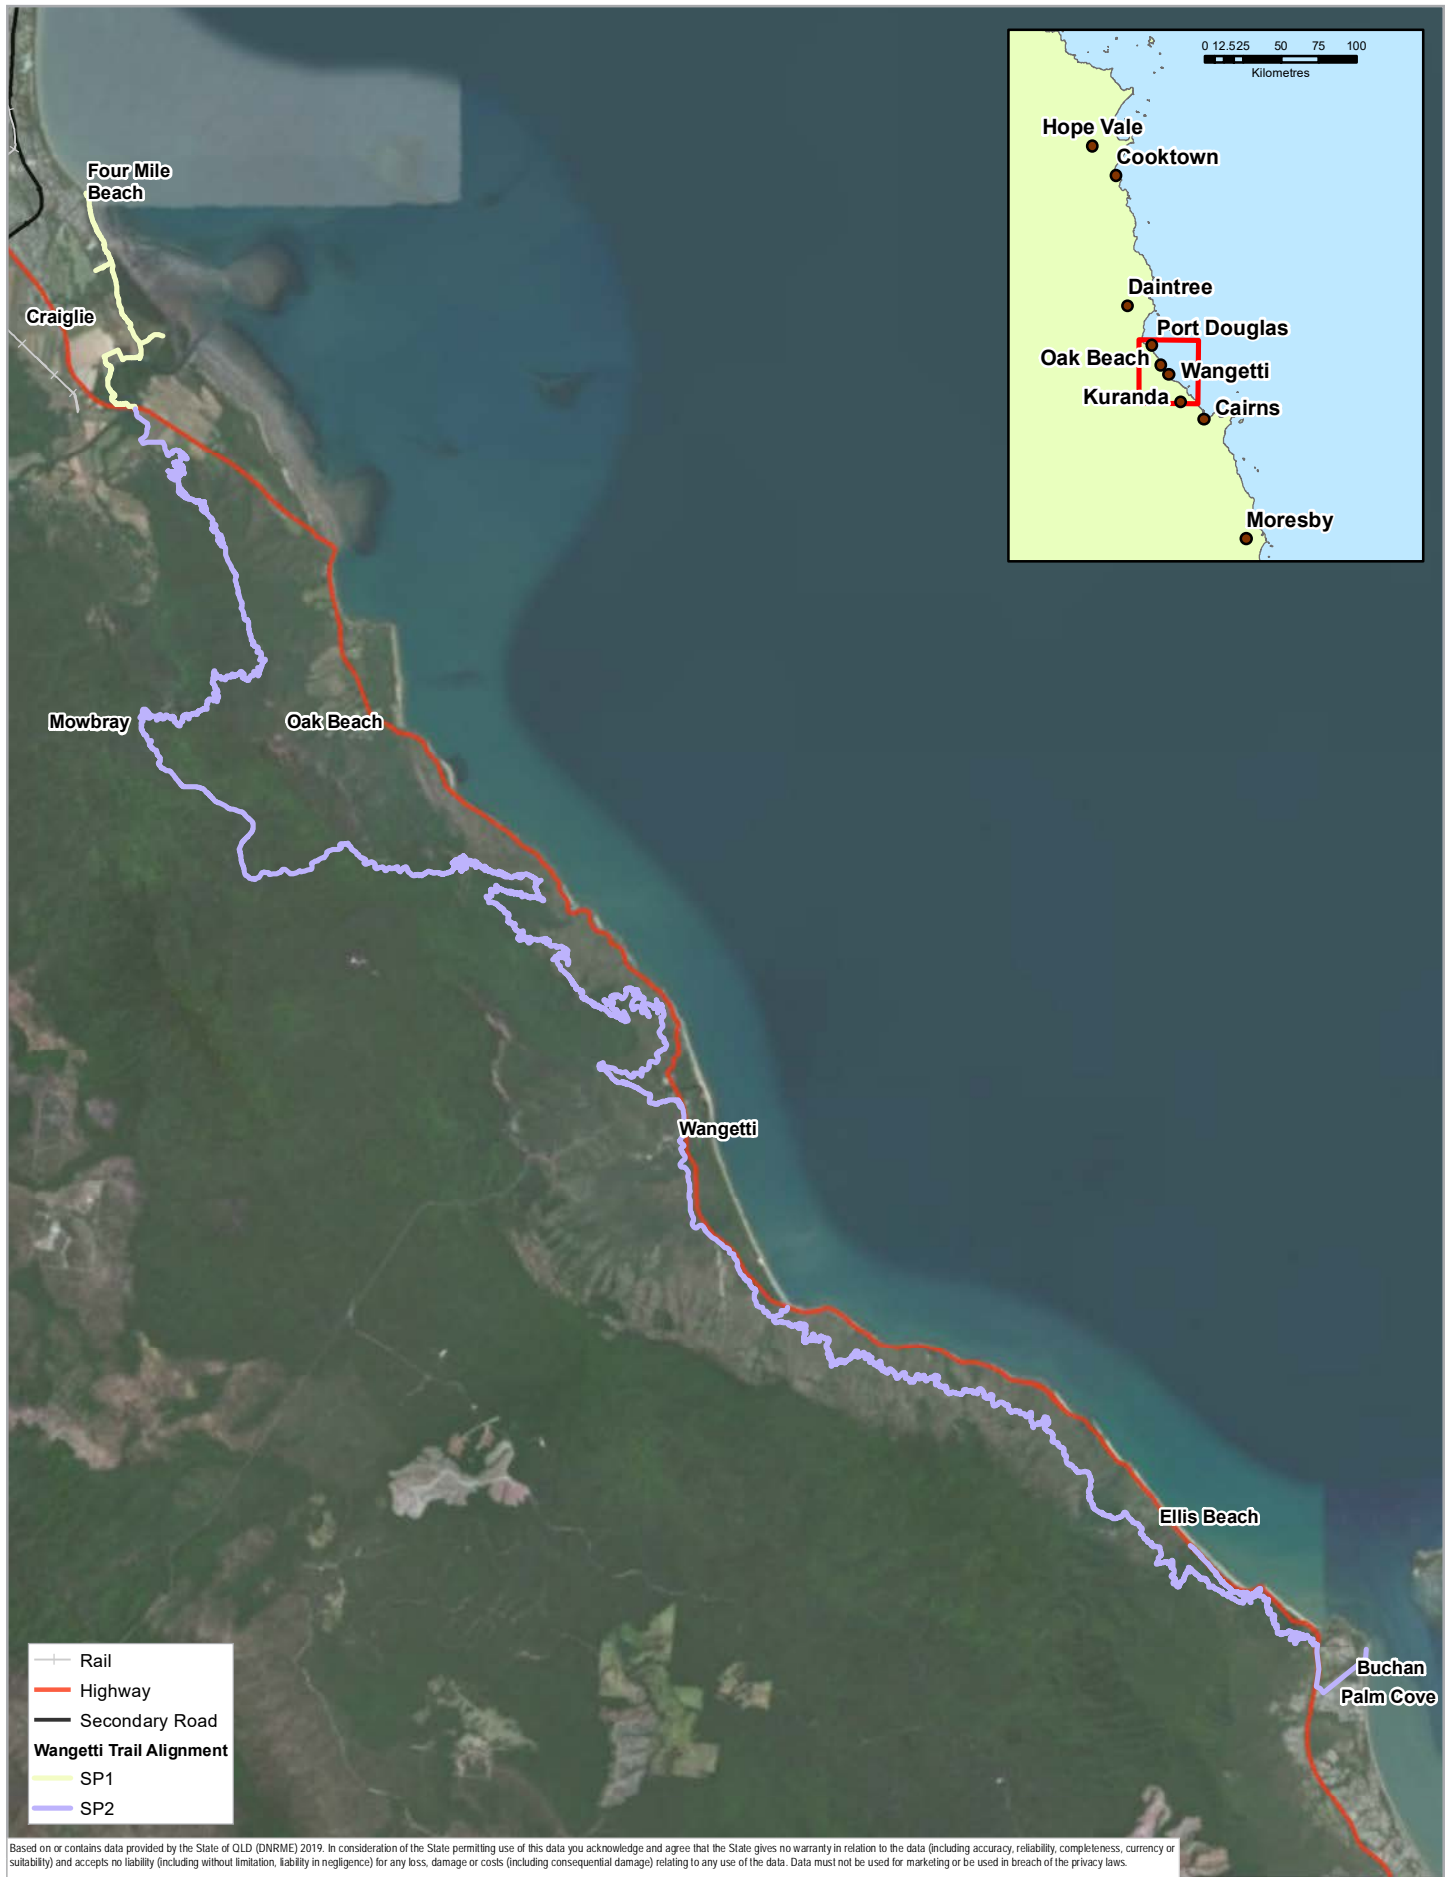 0 12.525 50 75 100
Kilometres
Hope Vale
Cooktown
Daintree
Port Douglas
Oak Beach
Wangetti
Kuranda
Cairns
Moresby
Four Mile
Beach
Craiglie
Mowbray
Oak Beach
Wangetti
Ellis Beach
Buchan
Palm Cove
Rail
Highway
Secondary Road
Wangetti Trail Alignment
SP1
SP2
Based on or contains data provided by the State of QLD (DNRME) 2019. In consideration of the State permitting use of this data you acknowledge and agree that the State gives no warranty in relation to the data (including accuracy, reliability, completeness, currency or
suitability) and accepts no liability (including without limitation, liability in negligence) for any loss, damage or costs (including consequential damage) relating to any use of the data. Data must not be used for marketing or be used in breach of the privacy laws.